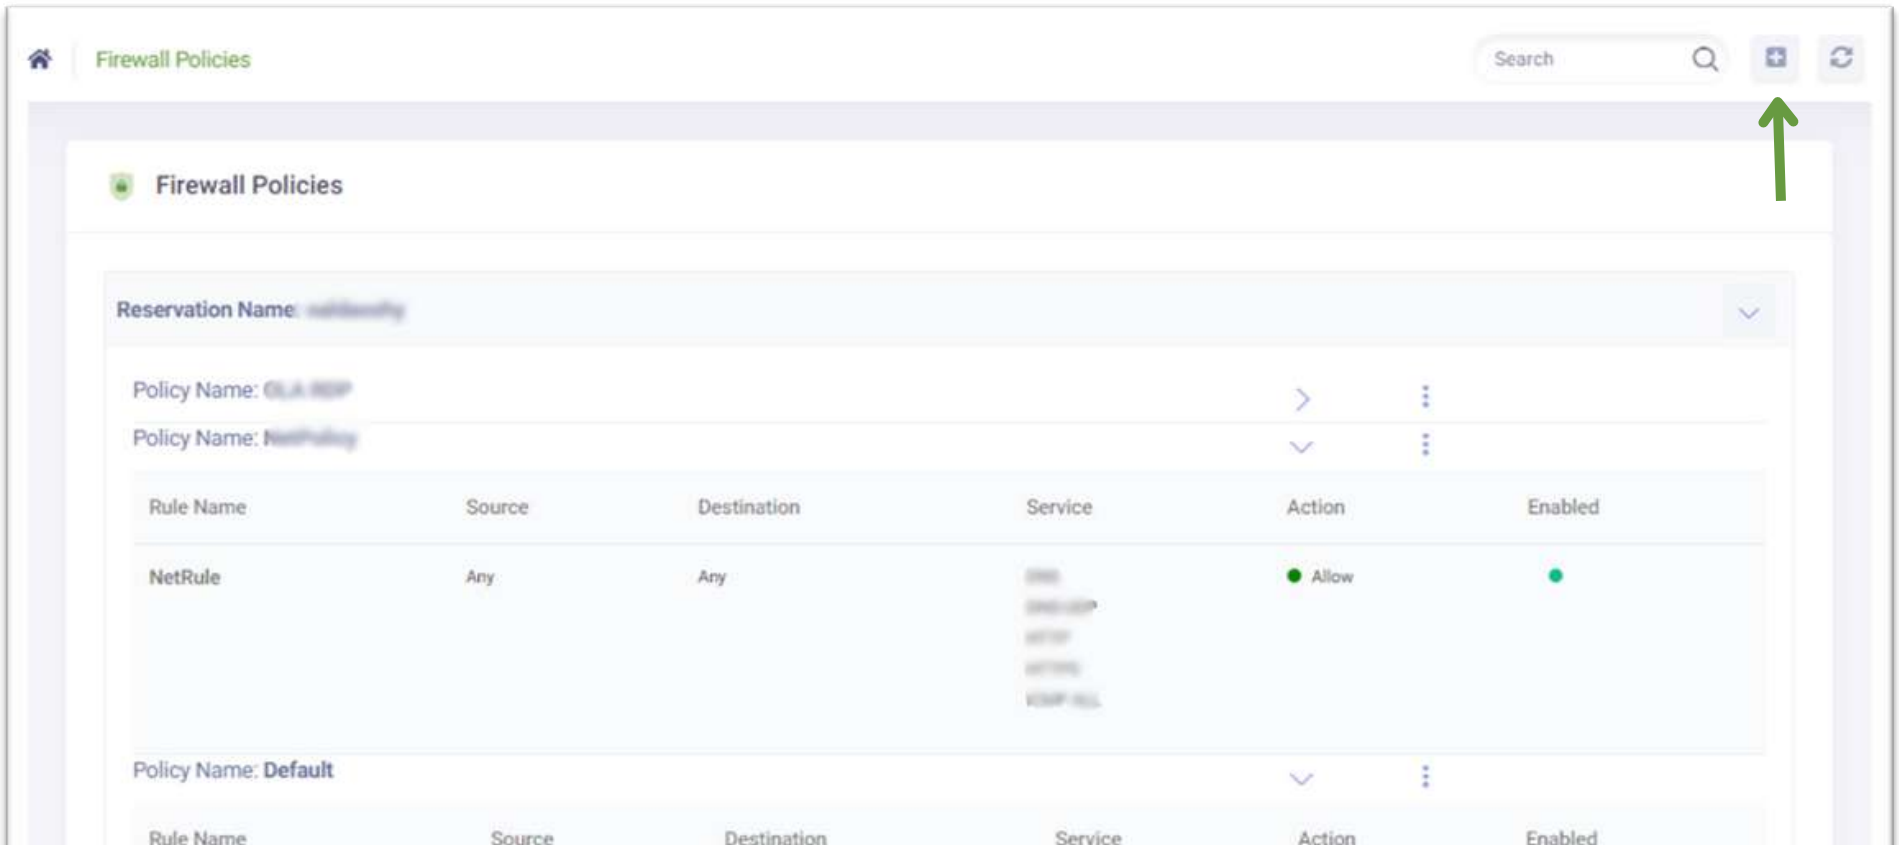 Firewall Policies
Search
Firewall Policies
Reservation Name:
Policy Name:
Policy Name:
Rule Name Source Destination Service Action Enabled
NetRule Any Any Allow
Policy Name: Default
Rule Name Source Destination Service Action Enabled